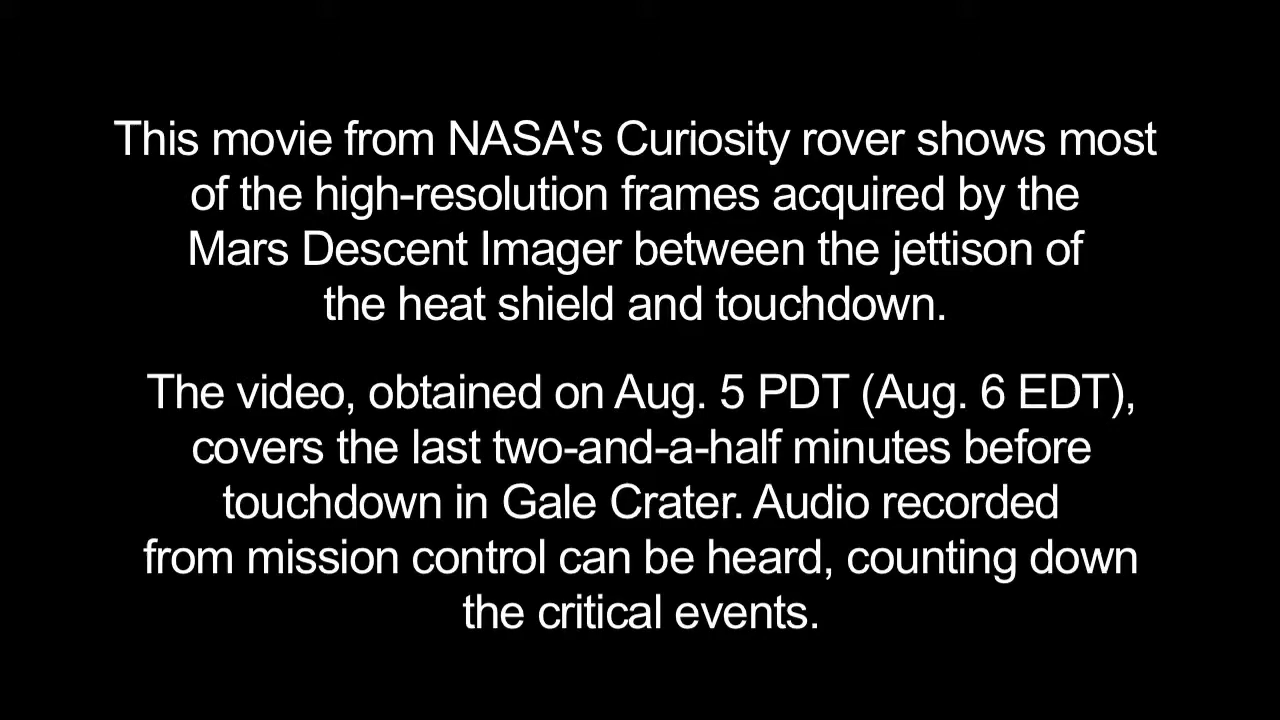 This movie from NASA's Curiosity rover shows most
of the high-resolution frames acquired by the
Mars Descent Imager between the jettison of
the heat shield and touchdown.
The video, obtained on Aug. 5 PDT (Aug. 6 EDT),
covers the last two-and-a-half minutes before
touchdown in Gale Crater. Audio recorded
from mission control can be heard, counting down
the critical events.